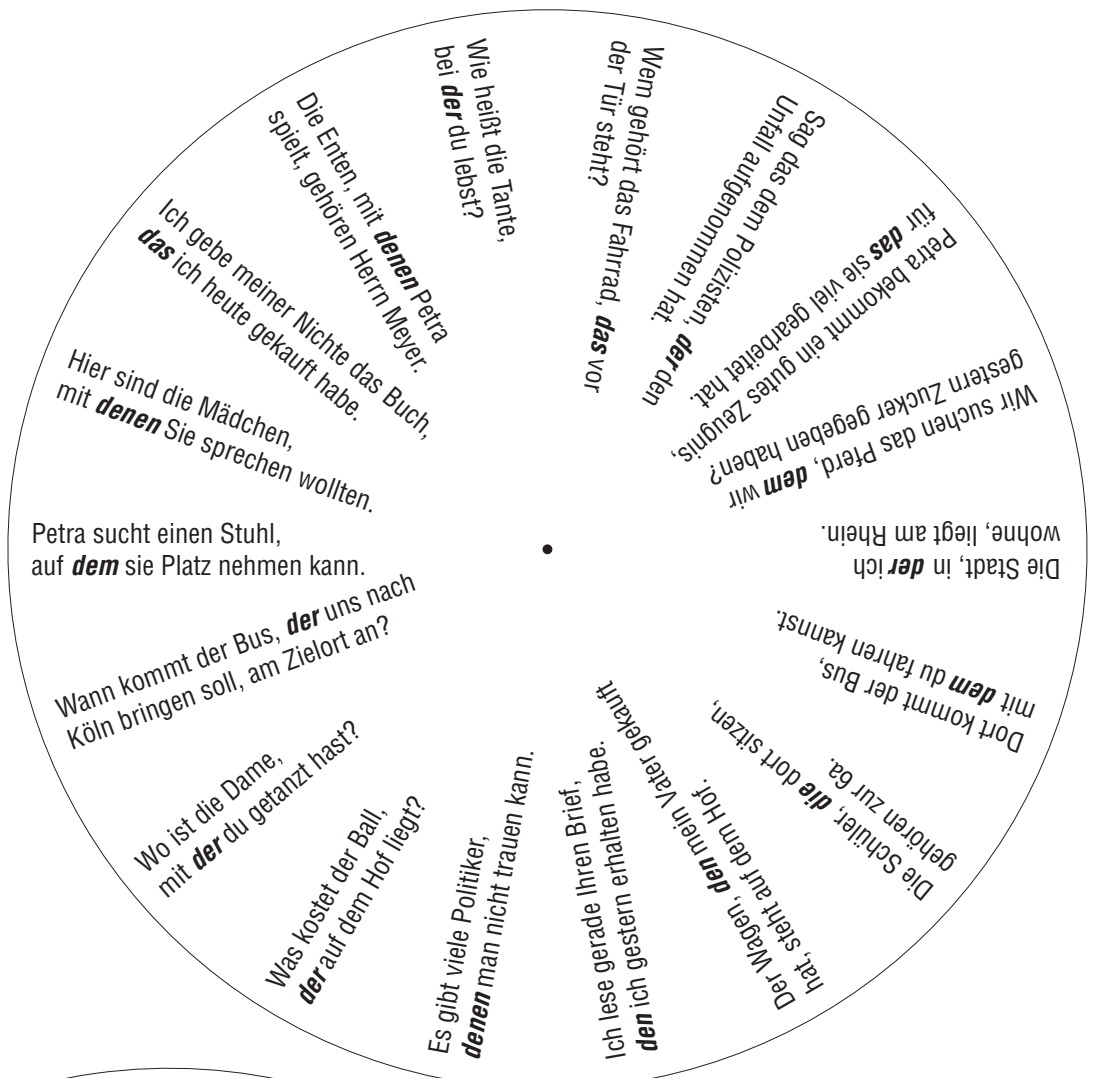 Wem gehört das Fahrrad, das vor
der Tür steht?
Sag das dem Polizisten, der den
Unfall aufgenommen hat.
Petra bekommt ein gutes Zeugnis,
für das sie viel gearbeitet hat.
Wir suchen das Pferd, dem wir
gestern Zucker gegeben haben?
Die Stadt, in der ich
wohne, liegt am Rhein.
Dort kommt der Bus,
mit dem du fahren kannst.
Die Schüler, die dort sitzen,
gehören zur 6a.
Der Wagen, den mein Vater gekauft
hat, steht auf dem Hof.
Ich lese gerade Ihren Brief,
den ich gestern erhalten habe.
Es gibt viele Politiker,
denen man nicht trauen kann.
Was kostet der Ball,
der auf dem Hof liegt?
Wo ist die Dame,
mit der du getanzt hast?
Wann kommt der Bus, der uns nach
Köln bringen soll, am Zielort an?
Petra sucht einen Stuhl,
auf dem sie Platz nehmen kann.
Hier sind die Mädchen,
mit denen Sie sprechen wollten.
Ich gebe meiner Nichte das Buch,
das ich heute gekauft habe.
Die Enten, mit denen Petra
spielt, gehören Herrn Meyer.
Wie heißt die Tante,
bei der du lebst?